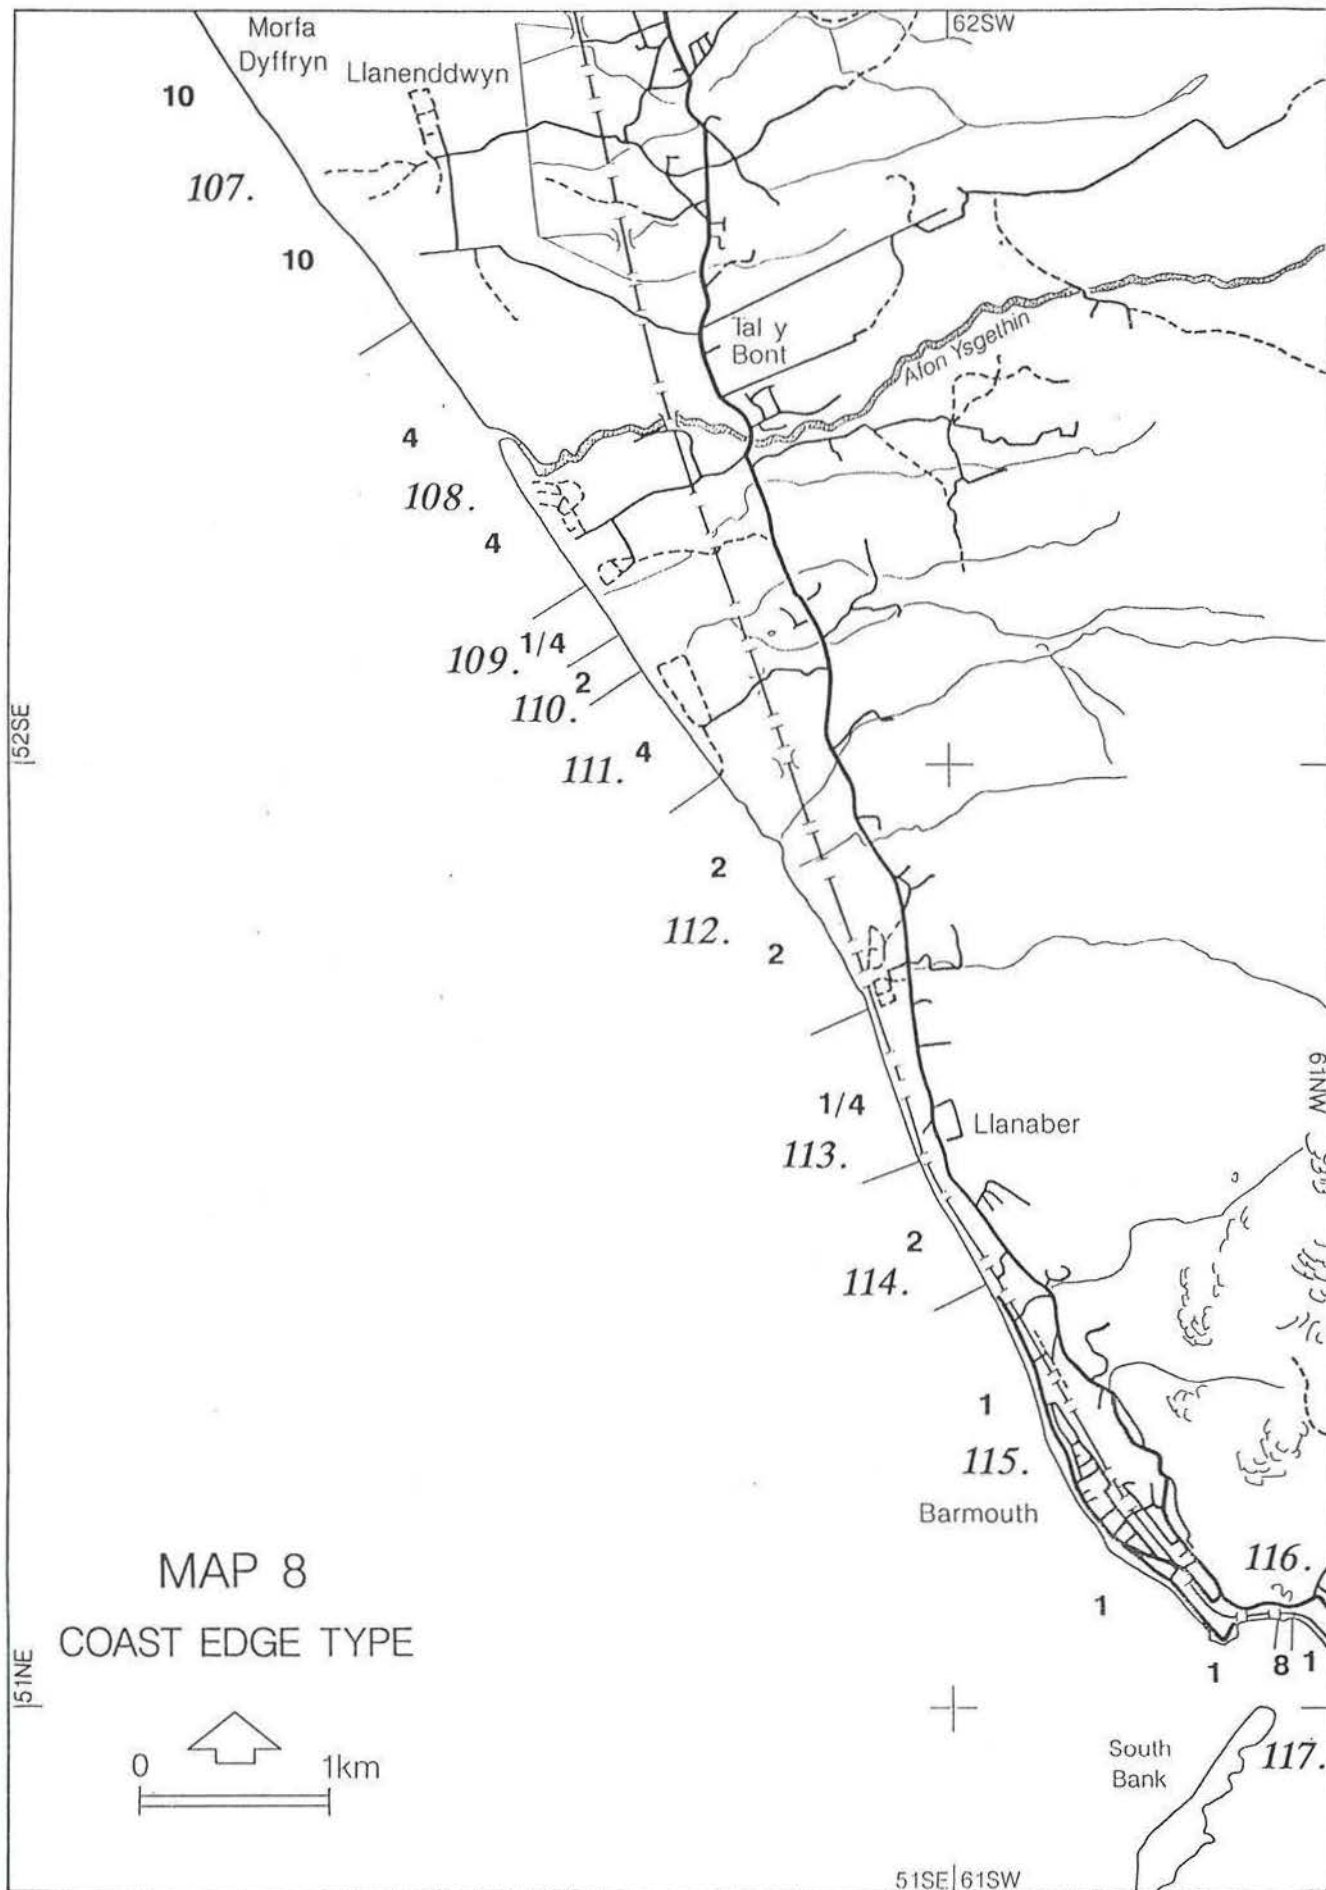 62SW
Morfa
Dyffryn
Llanenddwyn
10
107.
10
Tal y
Bont
Afon Ysgethin
4
108.
4
109.
1/4
110.
2
111.
4
52SE
2
112.
2
61NW
1/4
113.
Llanaber
2
114.
1
115.
Barmouth
116.
1
1
8
1
MAP 8
COAST EDGE TYPE
51NE
0
1km
South
Bank
117.
51SE
61SW